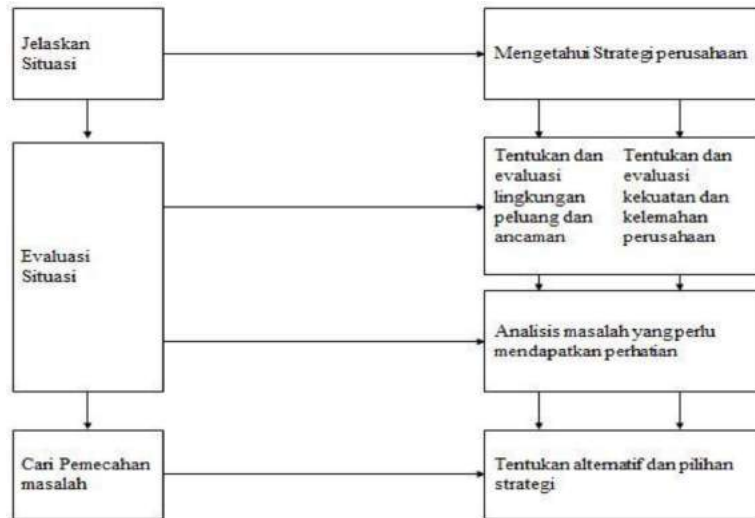 Jelaskan
Situasi
Mengetahui Strategi perusahaan
Evaluasi
Situasi
Tentukan dan
evaluasi
lingkungan
peluang dan
ancaman
Tentukan dan
evaluasi
kekuatan dan
kelemahan
perusahaan
Analisis masalah yang perlu
mendapatkan perhatian
Cari Pemecahan
masalah
Tentukan alternatif dan pilihan
strategi